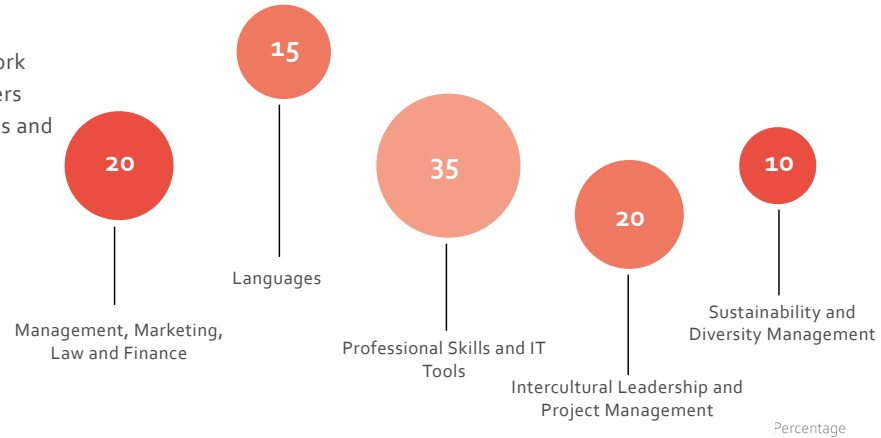 ork
ers
s and
15
20
35
20
10
Languages
Management, Marketing,
Law and Finance
Professional Skills and IT
Tools
Intercultural Leadership and
Project Management
Sustainability and
Diversity Management
Percentage